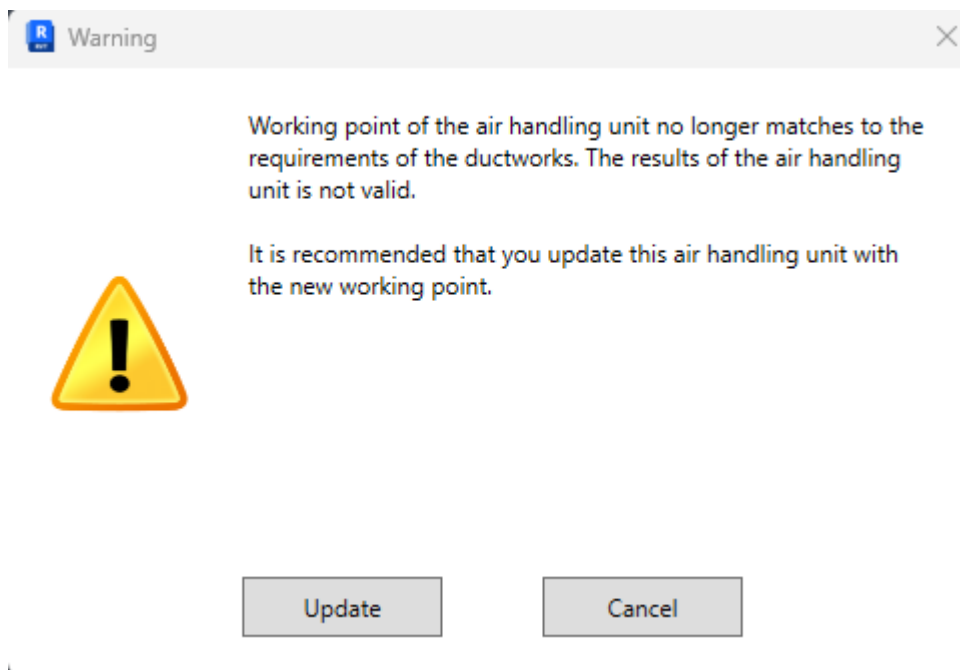 R
Warning
Working point of the air handling unit no longer matches to the
requirements of the ductworks. The results of the air handling
unit is not valid.
It is recommended that you update this air handling unit with
the new working point.
Update
Cancel